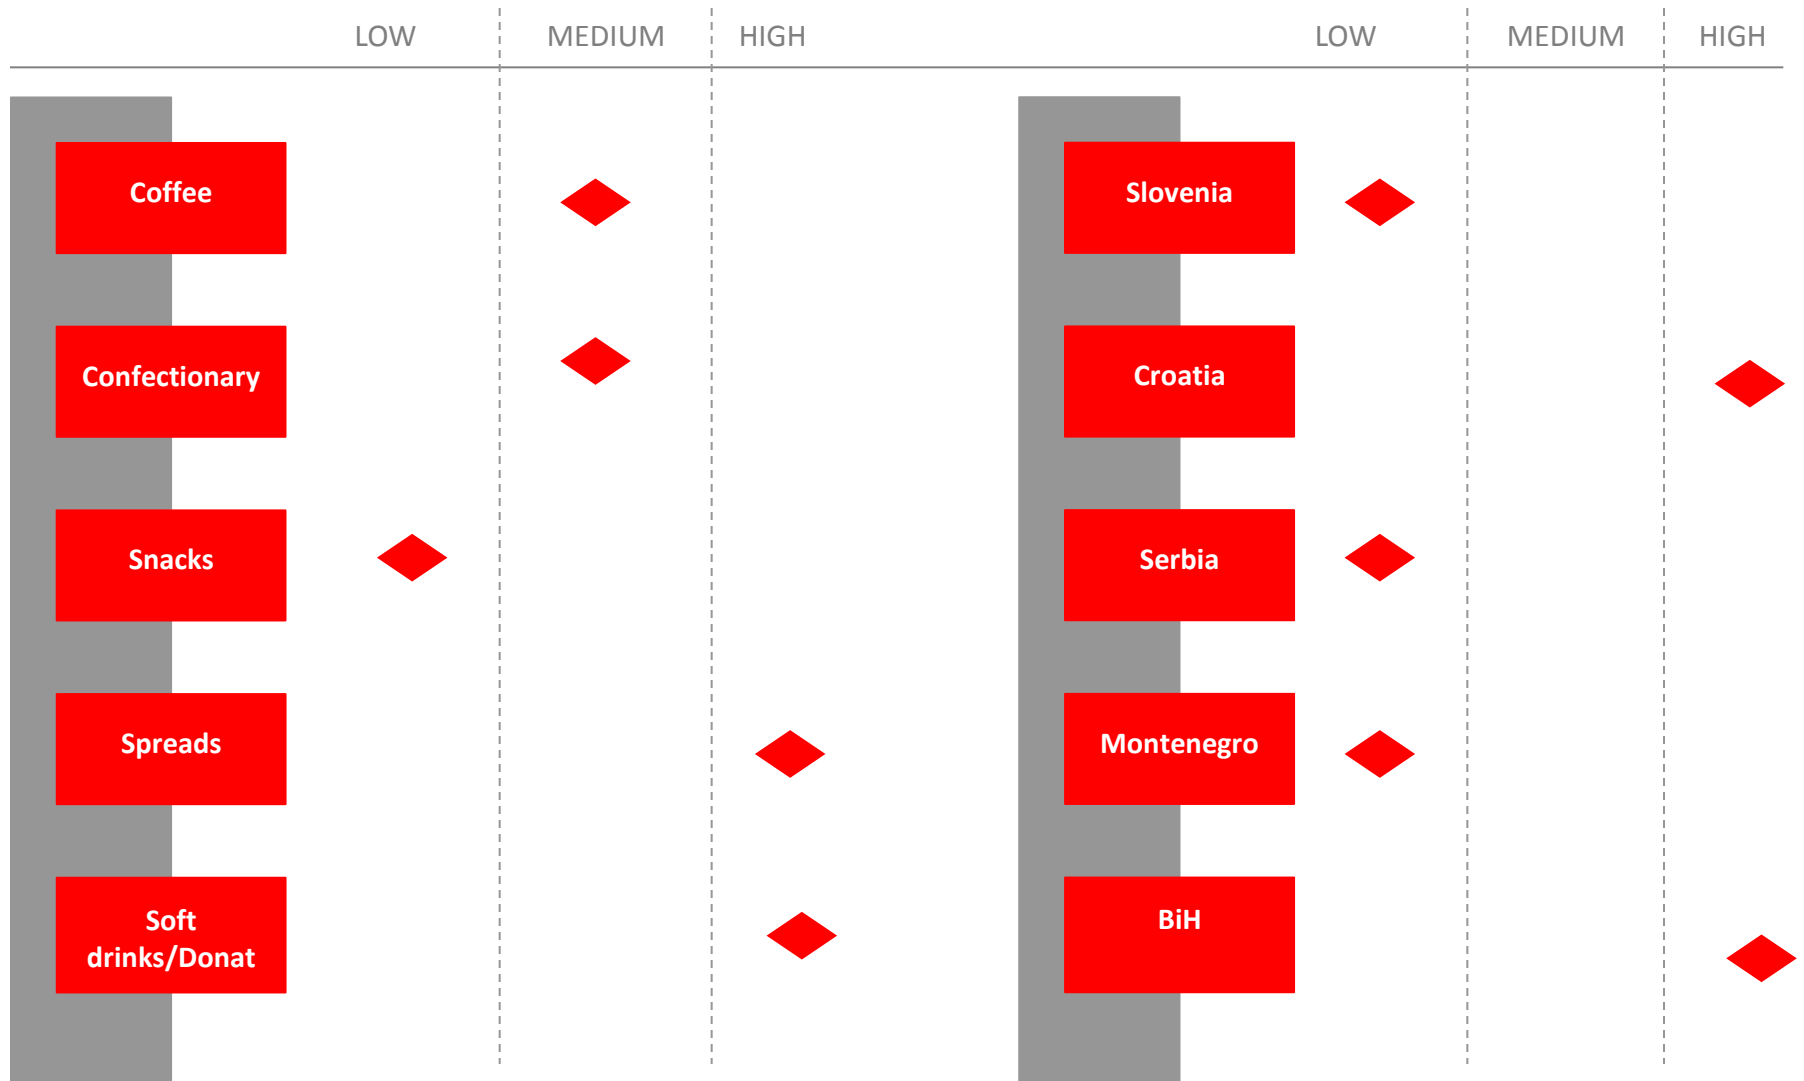 LOW MEDIUM HIGH
Coffee
Confectionary
Snacks
Spreads
Soft
drinks/Donat
LOW MEDIUM HIGH
Slovenia
Croatia
Serbia
Montenegro
BiH